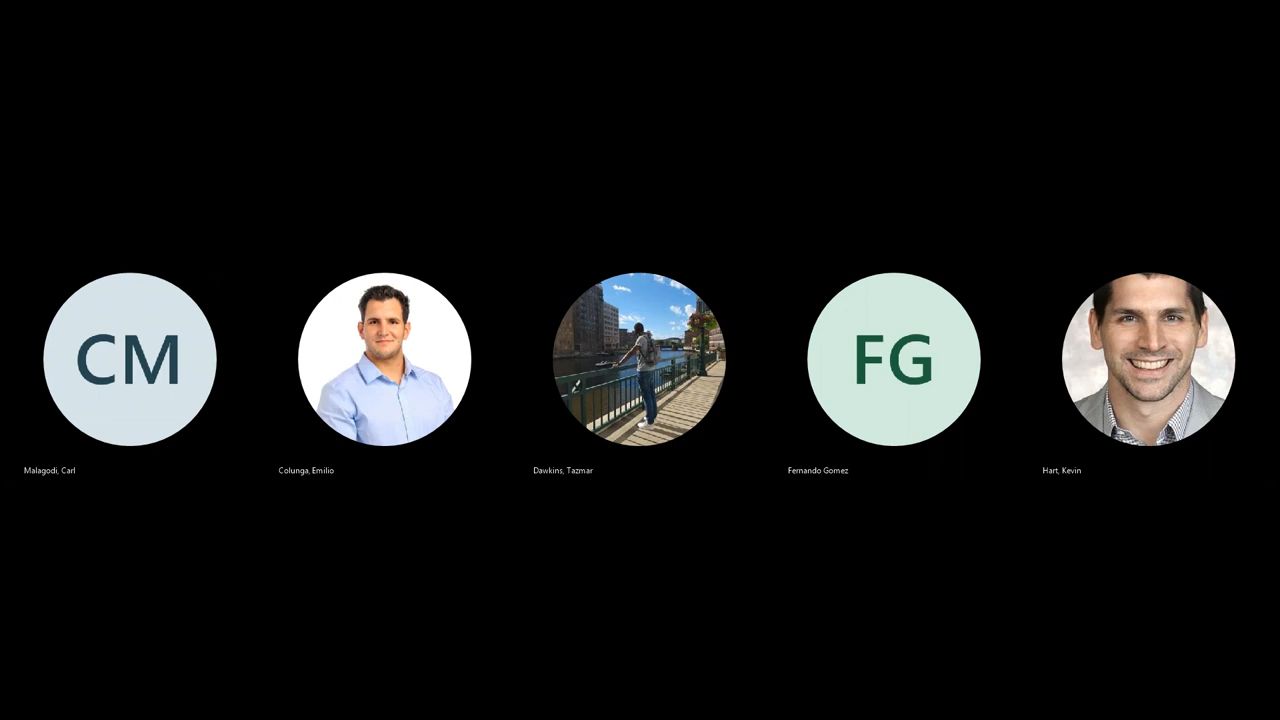 CM
FG
Malagodi, Carl
Colunga, Emilio
Dawkins, Tazmar
Fernando Gomez
Hart, Kevin